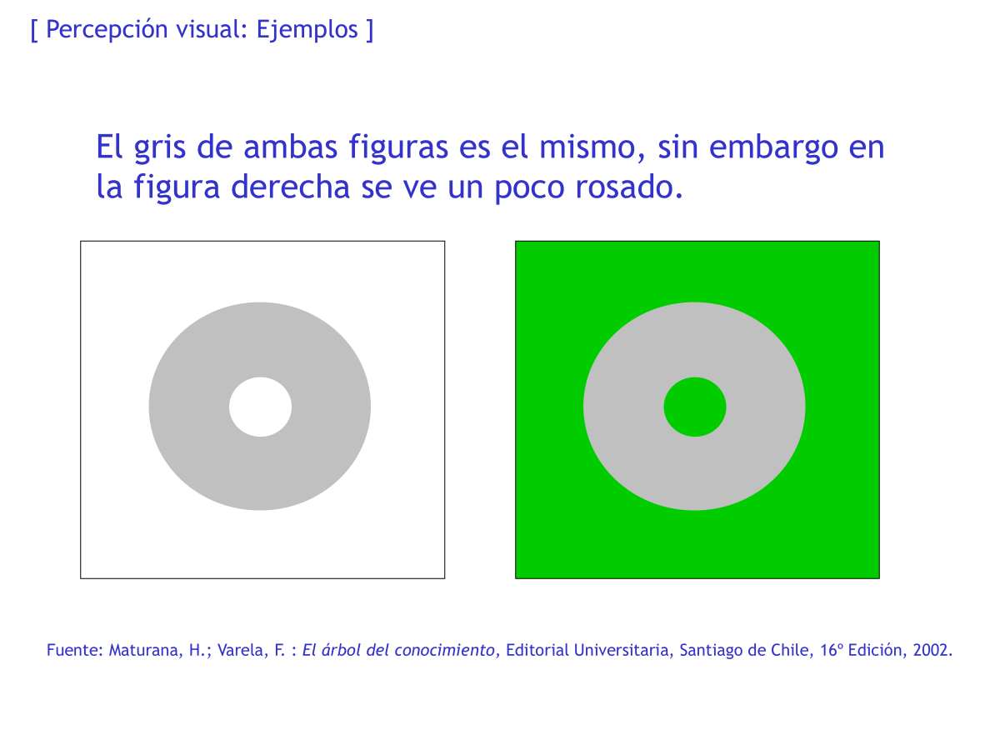 [ Percepción visual: Ejemplos ]
El gris de ambas figuras es el mismo, sin embargo en
la figura derecha se ve un poco rosado.
Fuente: Maturana, H.; Varela, F. : El árbol del conocimiento, Editorial Universitaria, Santiago de Chile, 16º Edición, 2002.